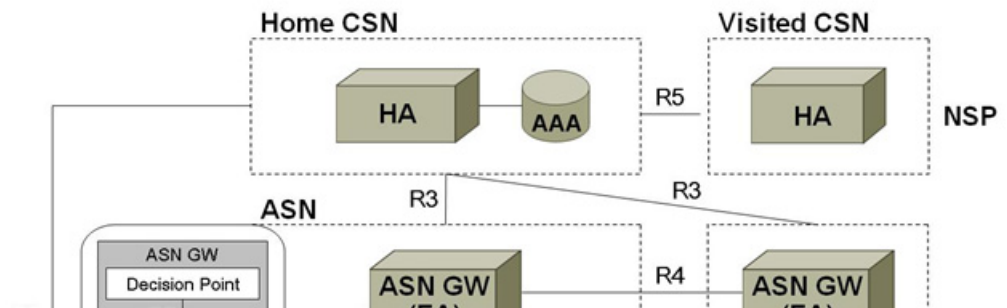 Home CSN
Visited CSN
HA
AAA
R5
HA
NSP
R3
R3
ASN
ASN GW
Decision Point
ASN GW
R4
ASN GW